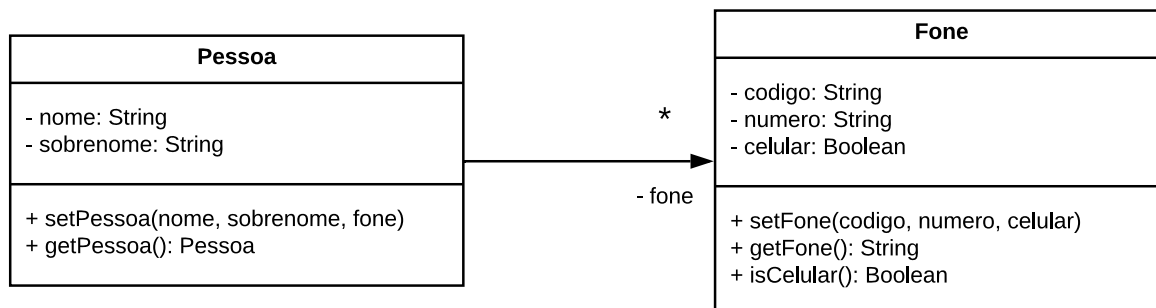 Pessoa
- nome: String
- sobrenome: String
+ setPessoa(nome, sobrenome, fone)
+ getPessoa(): Pessoa
*
- fone
Fone
- codigo: String
- numero: String
- celular: Boolean
+ setFone(codigo, numero, celular)
+ getFone(): String
+ isCelular(): Boolean